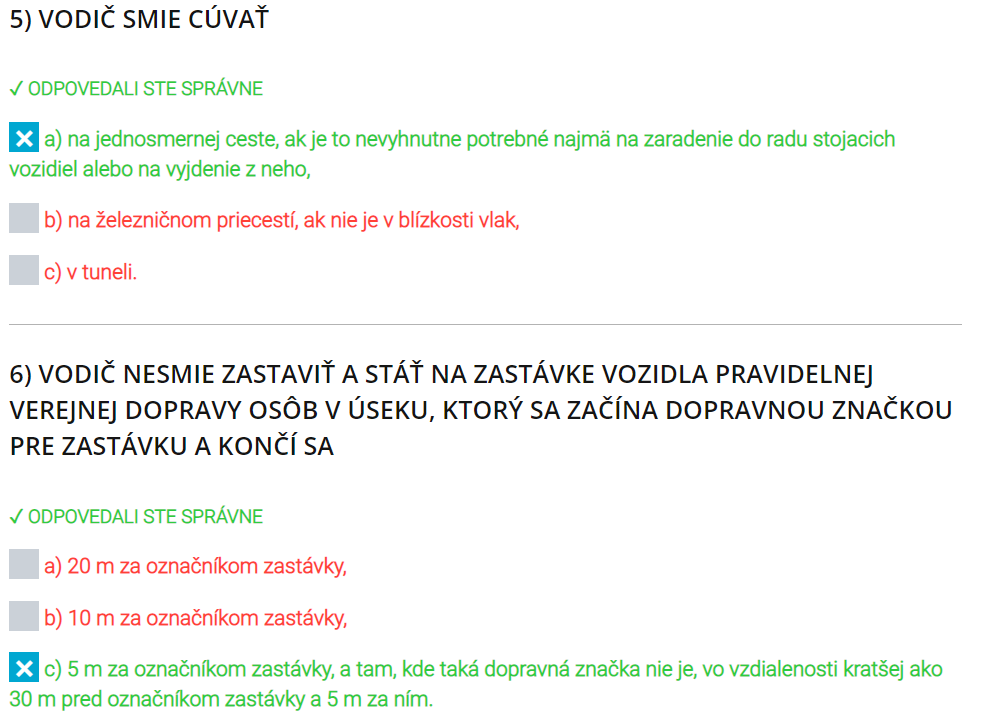 5) VODIČ SMIE CÚVAŤ
✓ ODPOVEDALI STE SPRÁVNE
a) na jednosmernej ceste, ak je to nevyhnutne potrebné najmä na zaradenie do radu stojacich
vozidiel alebo na vyjdenie z neho,
b) na železničnom priecestí, ak nie je v blízkosti vlak,
c) v tuneli.
6) VODIČ NESMIE ZASTAVIŤ A STÁŤ NA ZASTÁVKE VOZIDLA PRAVIDELNEJ
VEREJNEJ DOPRAVY OSÔB V ÚSEKU, KTORÝ SA ZAČÍNA DOPRAVNOU ZNAČKOU
PRE ZASTÁVKU A KONČÍ SA
✓ ODPOVEDALI STE SPRÁVNE
a) 20 m za označníkom zastávky,
b) 10 m za označníkom zastávky,
c) 5 m za označníkom zastávky, a tam, kde taká dopravná značka nie je, vo vzdialenosti kratšej ako
30 m pred označníkom zastávky a 5 m za ním.